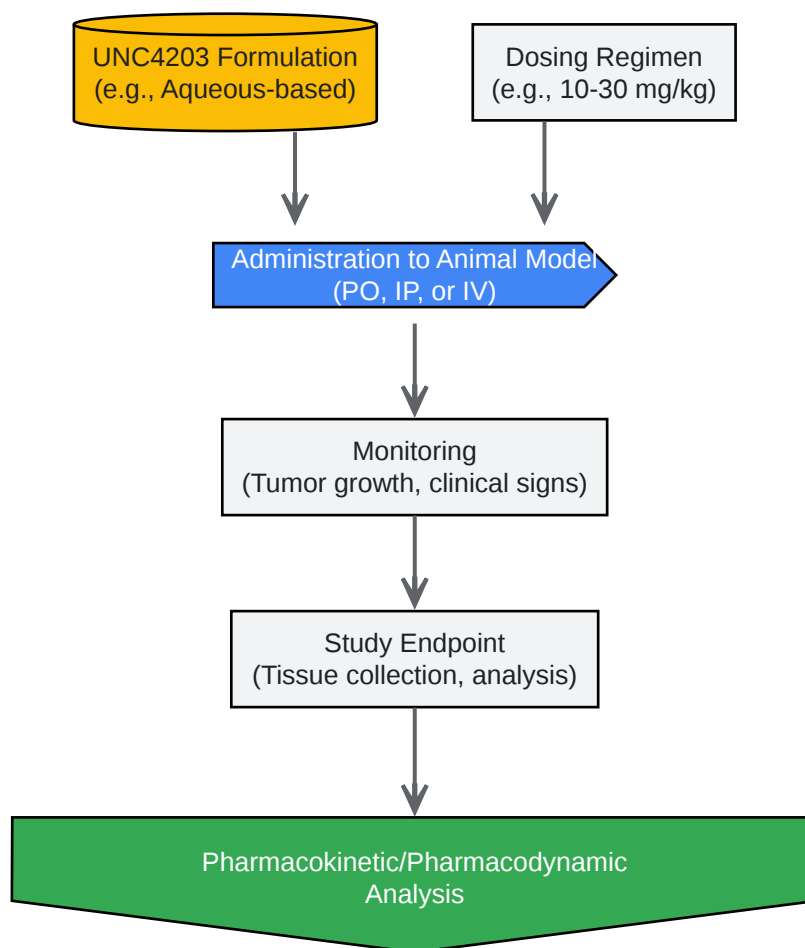 UNC4203 Formulation
(e.g., Aqueous-based)
Dosing Regimen
(e.g., 10-30 mg/kg)
Administration to Animal Model
(PO, IP, or IV)
Monitoring
(Tumor growth, clinical signs)
Study Endpoint
(Tissue collection, analysis)
Pharmacokinetic/Pharmacodynamic
Analysis